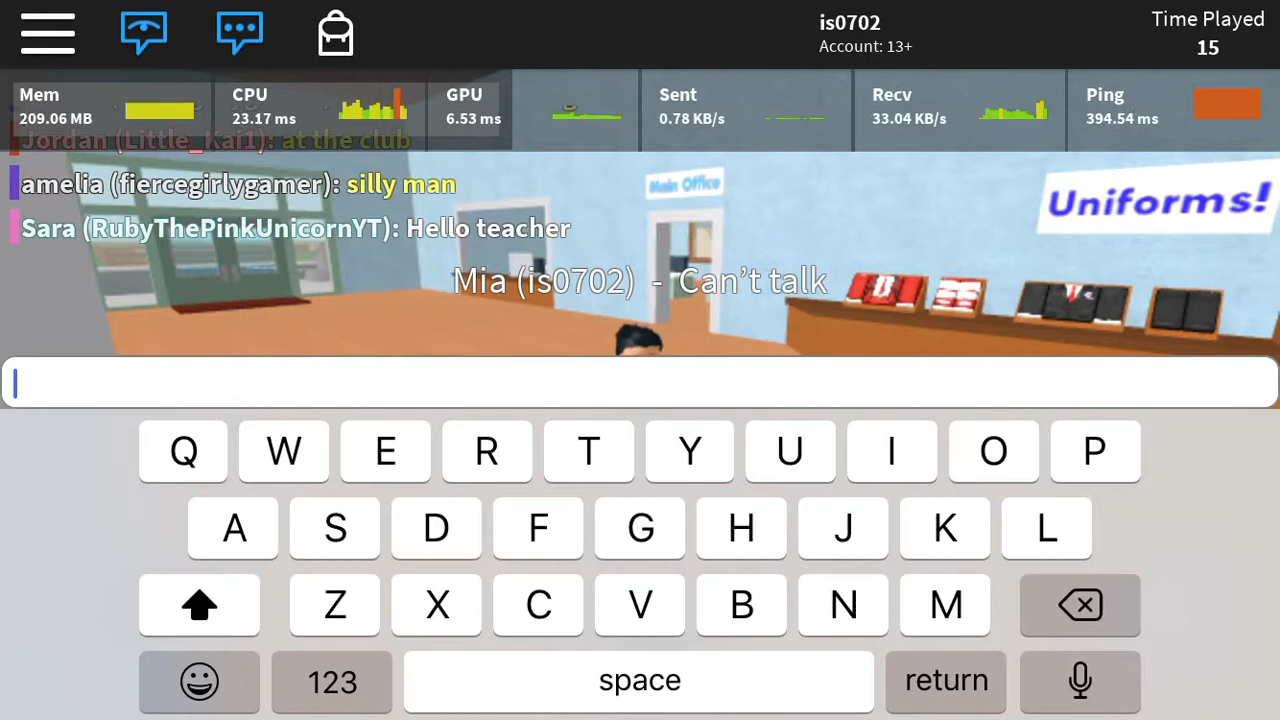 is0702
Account: 13+
Time Played
15
Mem
209.06 MB
CPU
23.17 ms
GPU
6.53 ms
Sent
0.78 KB/s
Recv
33.04 KB/s
Ping
394.54 ms
Jordan (Little_Kai1): at the club
amelia (fiercegirlygamer): silly man
Sara (RubyThePinkUnicornYT): Hello teacher
Main Office
Uniforms!
Mia (is0702) - Can’t talk
Q W E R T Y U I O P
A S D F G H J K L
Z X C V B N M
123 space return